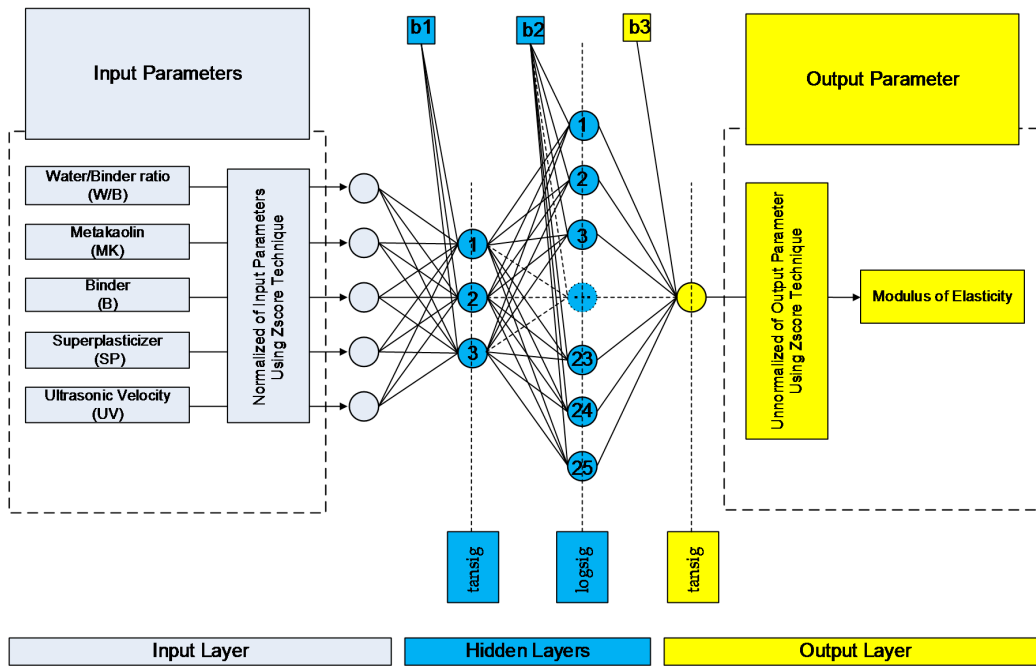 b1
b2
b3
Input Parameters
Output Parameter
Water/Binder ratio
(W/B)
Metakaolin
(MK)
Binder
(B)
Superplasticizer
(SP)
Ultrasonic Velocity
(UV)
Normalized of Input Parameters
Using Zscore Technique
1
2
3
1
2
3
...
23
24
25
Unnormalized of Output Parameter
Using Zscore Technique
Modulus of Elasticity
tansig
logsig
tansig
Input Layer
Hidden Layers
Output Layer